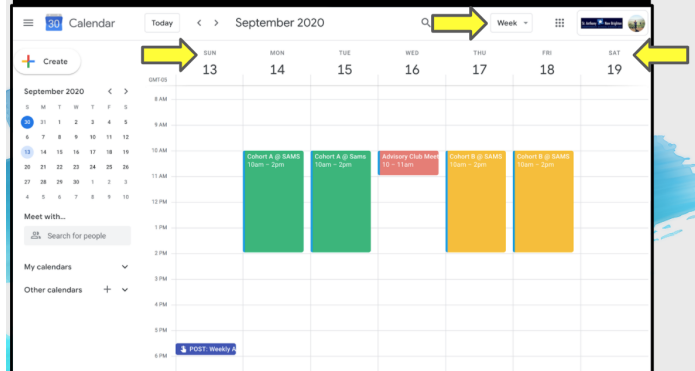 30 Calendar Today September 2020 Week
Create
September 2020
S M T W T F S
30 31 1 2 3 4 5
6 7 8 9 10 11 12
13 14 15 16 17 18 19
20 21 22 23 24 25 26
27 28 29 30 1 2 3
4 5 6 7 8 9 10
Meet with...
Search for people
My calendars
Other calendars
SUN MON TUE WED THU FRI SAT
13 14 15 16 17 18 19
GMT-05
8 AM
9 AM
10 AM
Cohort A @ SAMS
10am – 2pm
Cohort A @ Sams
10am – 2pm
Advisory Club Meet
10 – 11am
Cohort B @ SAMS
10am – 2pm
Cohort B @ SAMS
10am – 2pm
11 AM
12 PM
1 PM
2 PM
3 PM
4 PM
5 PM
POST: Weekly A
6 PM